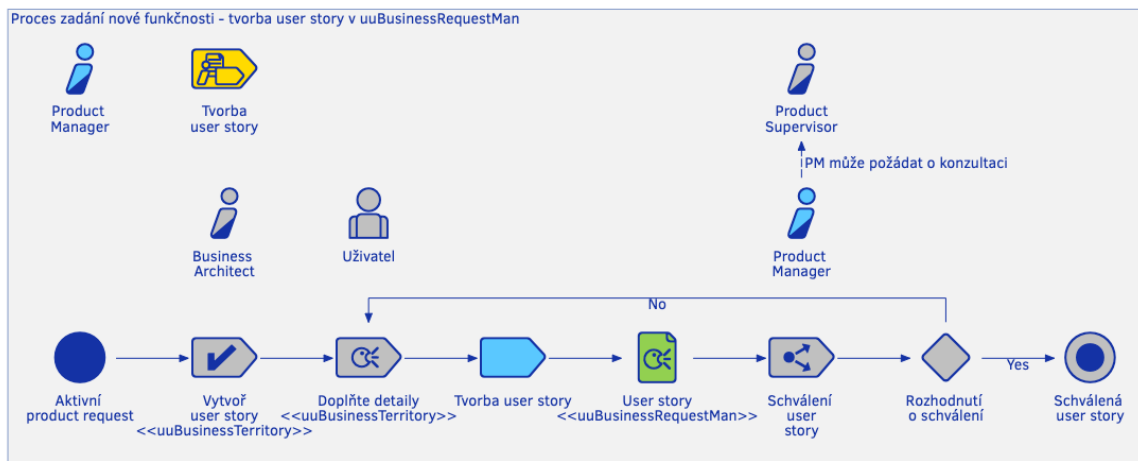 Proces zadání nové funkčnosti - tvorba user story v uuBusinessRequestMan
Product
Manager
Tvorba
user story
Product
Supervisor
PM může požádat o konzultaci
Business
Architect
Uživatel
Product
Manager
No
Yes
Aktivní
product request
Vytvoř
user story
<<uuBusinessTerritory>>
Doplňte detaily
<<uuBusinessTerritory>>
Tvorba user story
User story
<<uuBusinessRequestMan>>
Schválení
user
story
Rozhodnutí
o schválení
Schválená
user story